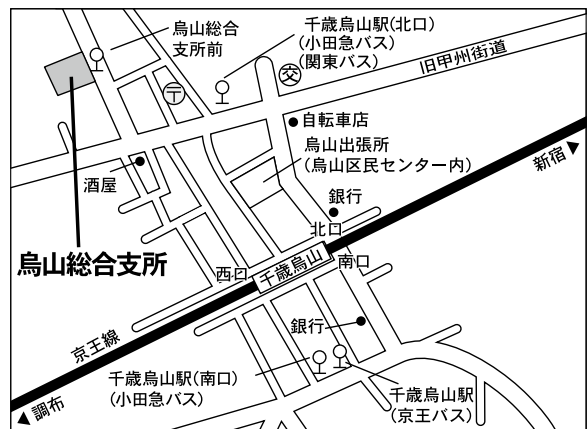 烏山総合
支所前
千歳烏山駅(北口)
(小田急バス)
(関東バス)
旧甲州街道
〒
交
自転車店
烏山出張所
(烏山区民センター内)
新宿▶
酒屋
銀行
北口
烏山総合支所
西口
千歳烏山
南口
銀行
京王線
千歳烏山駅(南口)
(小田急バス)
千歳烏山駅
(京王バス)
◀調布